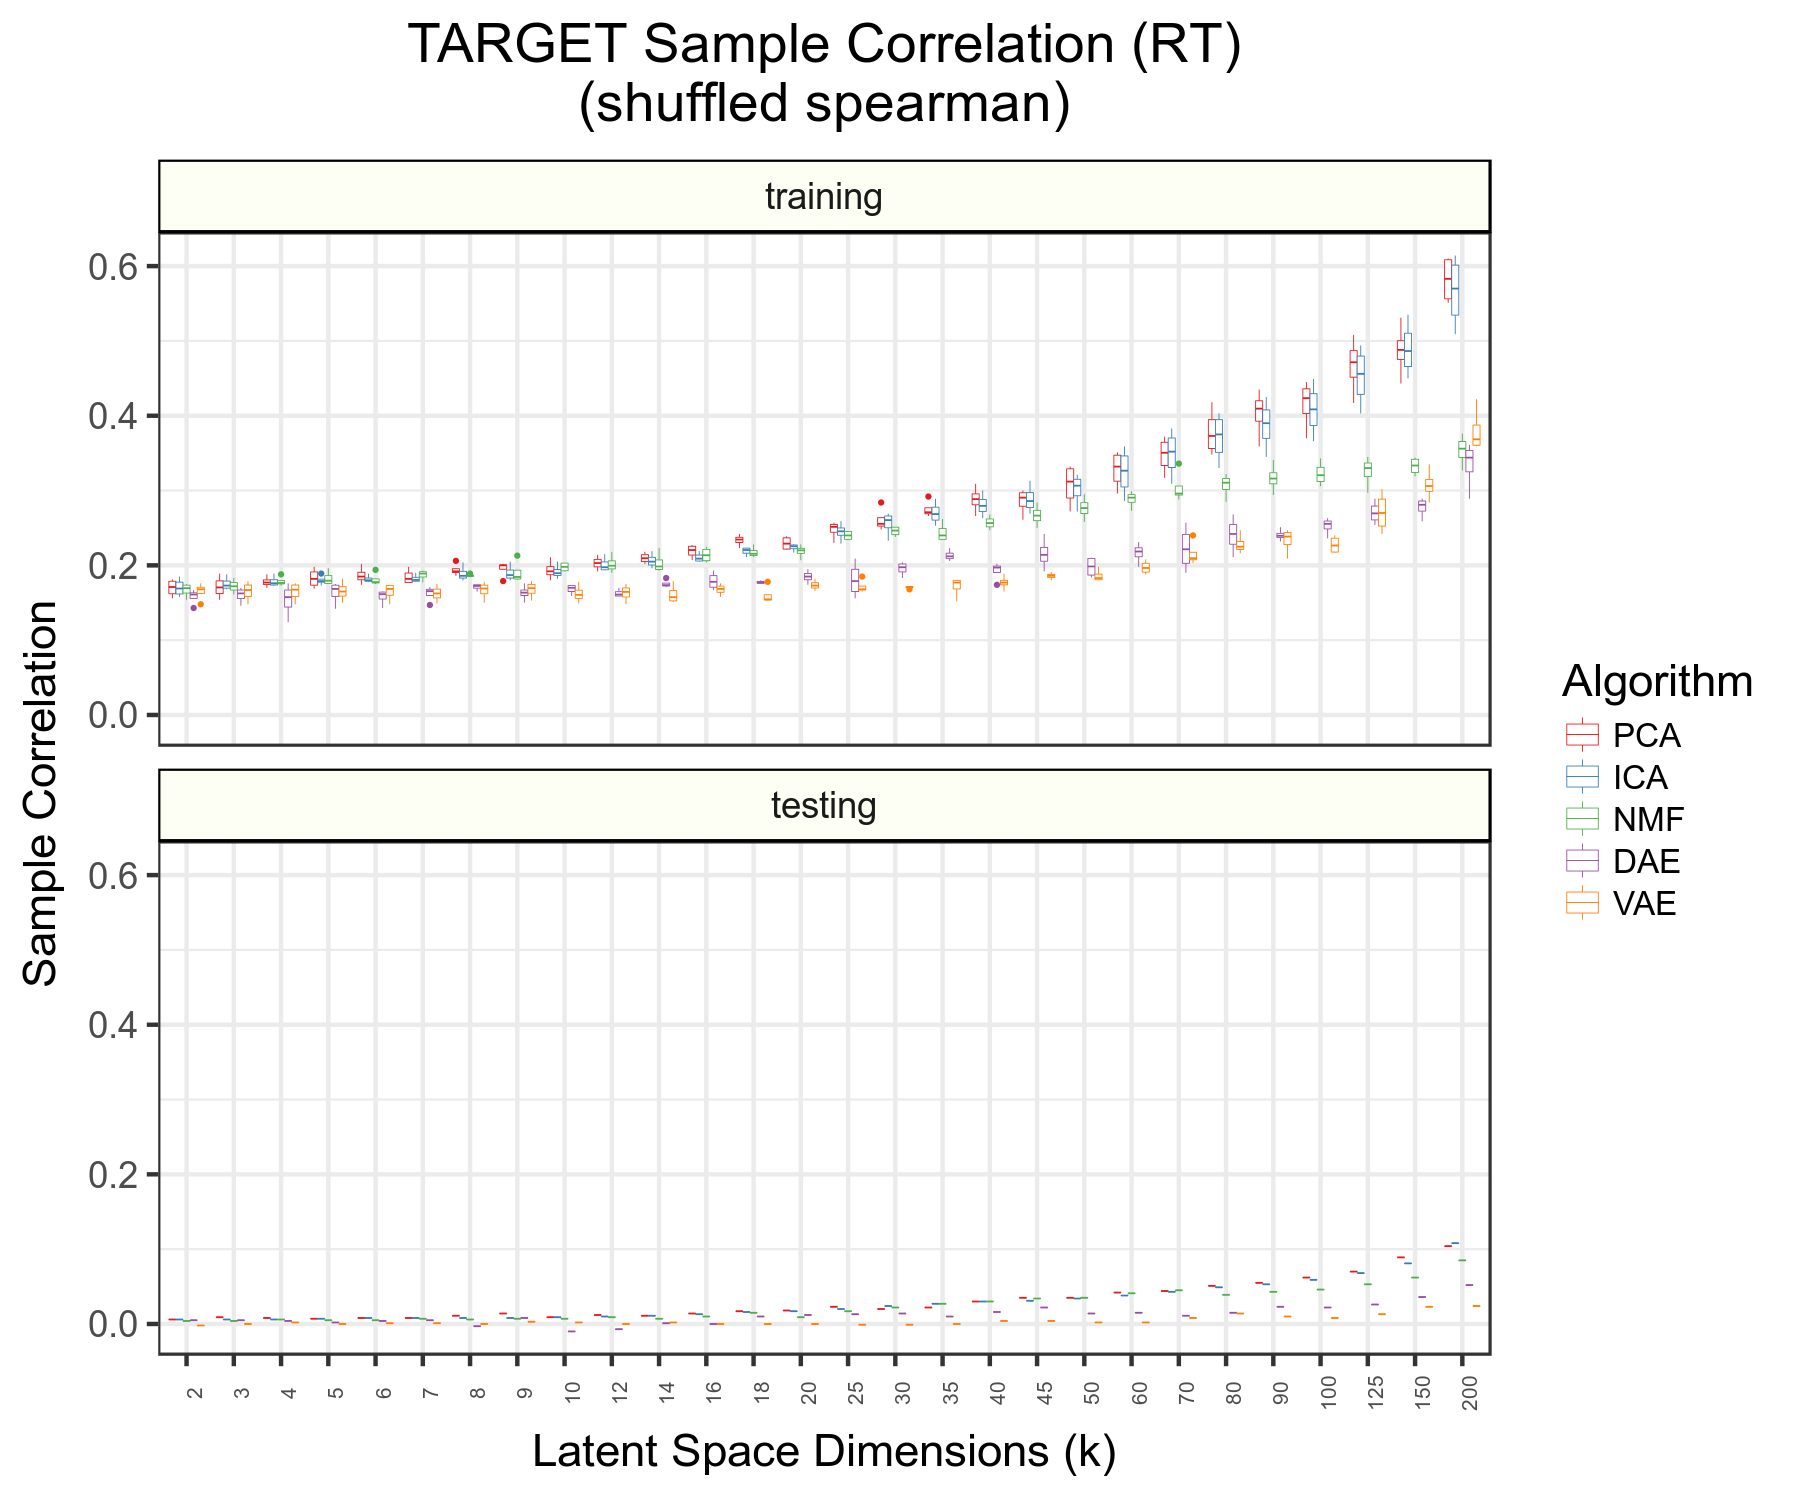 TARGET Sample Correlation (RT)
(shuffled spearman)
training
0.6
0.4
0.2
0.0
testing
0.6
0.4
0.2
0.0
Sample Correlation
2 3 4 5 6 7 8 9 10 12 14 16 18 20 25 30 35 40 45 50 60 70 80 90 100 125 150 200
Latent Space Dimensions (k)
Algorithm
PCA
ICA
NMF
DAE
VAE